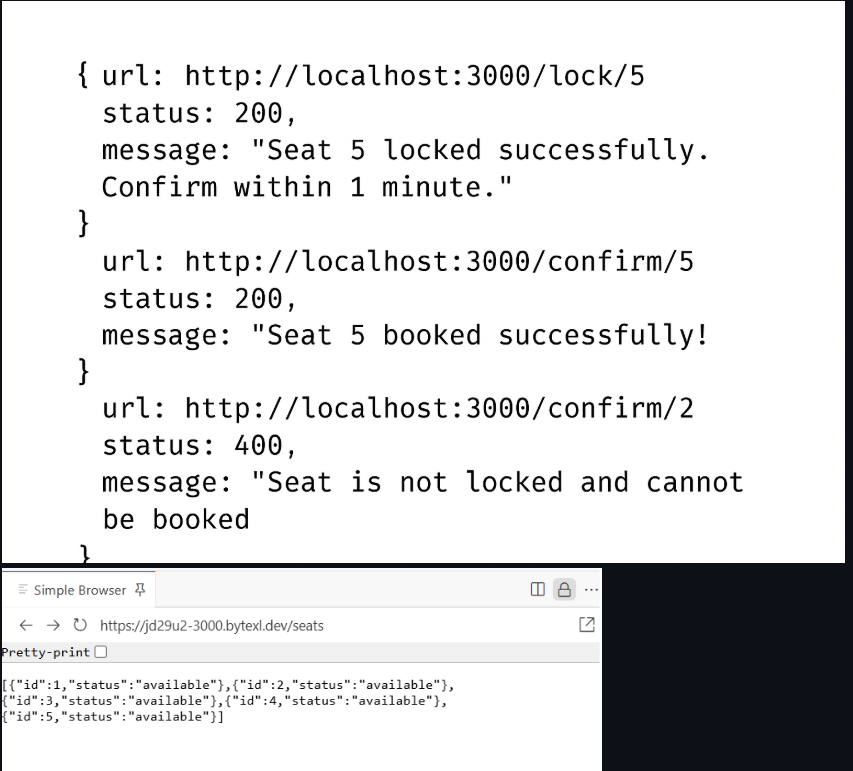 { url: http://localhost:3000/lock/5
status: 200,
message: "Seat 5 locked successfully.
Confirm within 1 minute."
}
url: http://localhost:3000/confirm/5
status: 200,
message: "Seat 5 booked successfully!
}
url: http://localhost:3000/confirm/2
status: 400,
message: "Seat is not locked and cannot
be booked
}
Simple Browser
https://jd29u2-3000.bytexl.dev/seats
Pretty-print
[{"id":1,"status":"available"},{"id":2,"status":"available"},
{"id":3,"status":"available"},{"id":4,"status":"available"},
{"id":5,"status":"available"}]